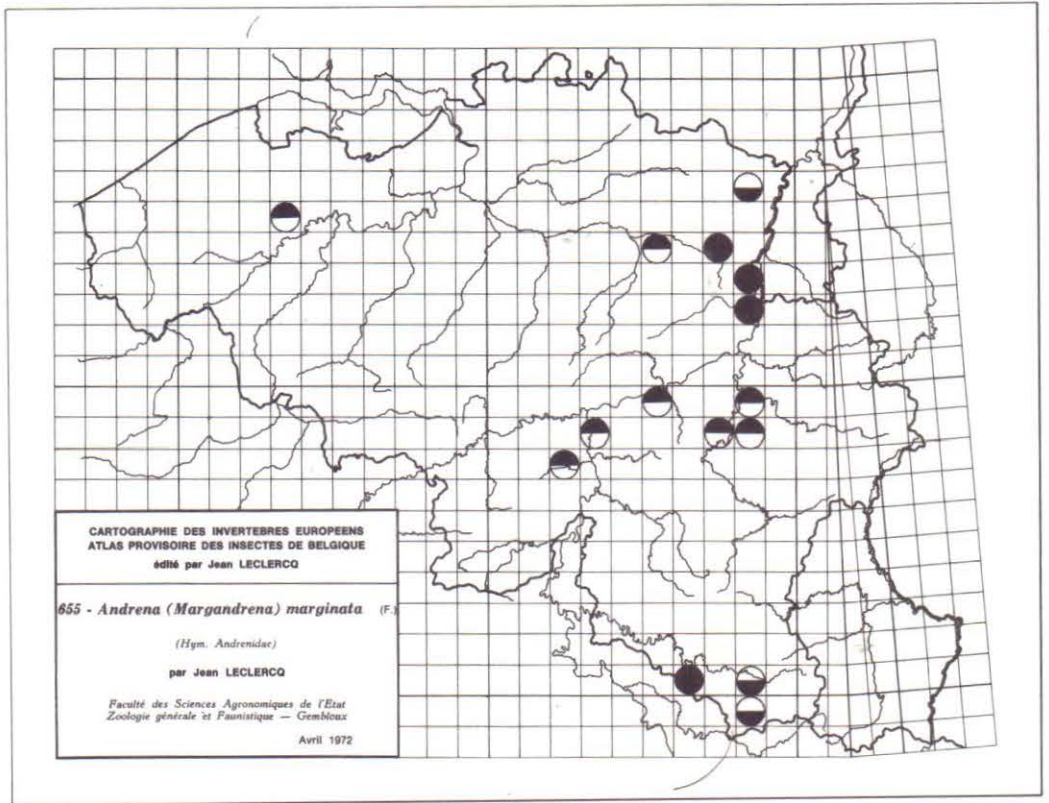 CARTOGRAPHIE DES INVERTEBRES EUROPEENS
ATLAS PROVISOIRE DES INSECTES DE BELGIQUE
édité par Jean LECLERCQ
655 - Andrena (Margandrena) marginata (F.)
(Hym. Andrenidae)
par Jean LECLERCQ
Faculté des Sciences Agronomiques de l'Etat
Zoologie générale et Faunistique — Gembloux
Avril 1972